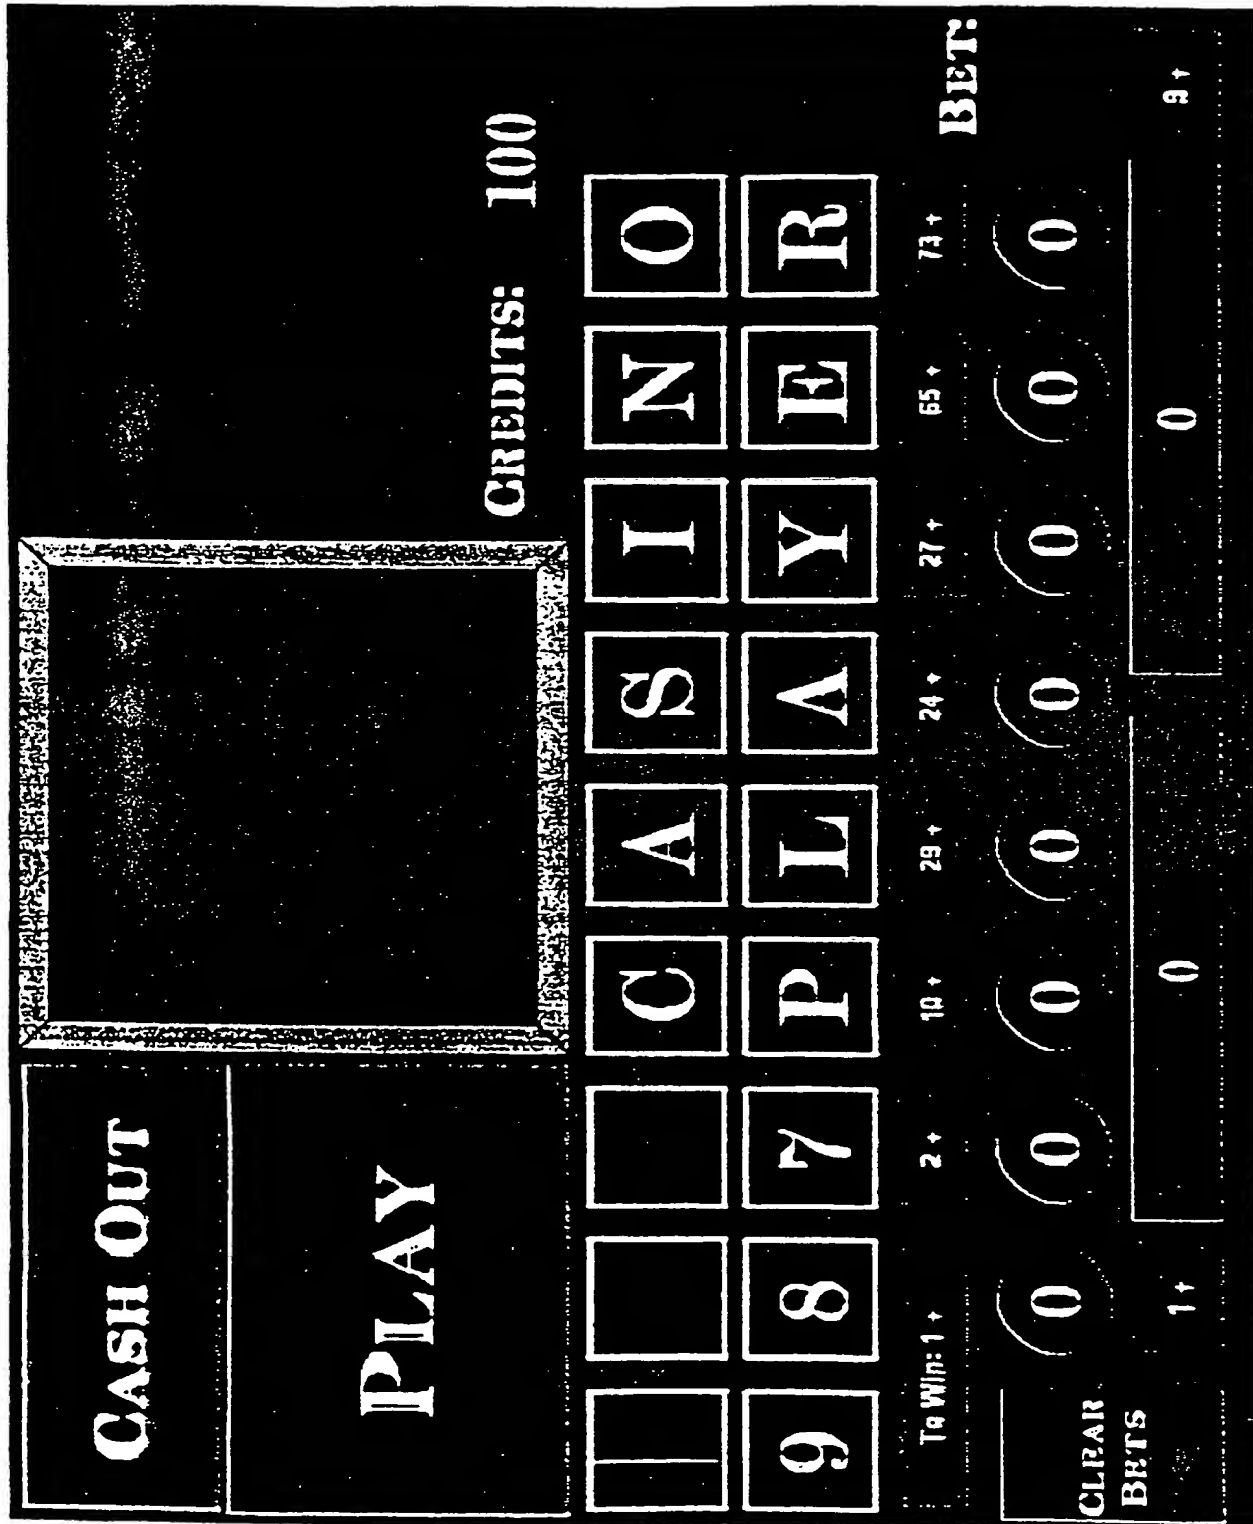 CASH OUT
PLAY
CREDITS: 100
C A S I N O
9 8 7 P L A Y E R
To Win: 1 + 2 + 10 + 29 + 24 + 27 + 65 + 73 +
BET:
0 0 0 0 0 0 0 0
CLEAR
BETS
1 + 0 0 9 +